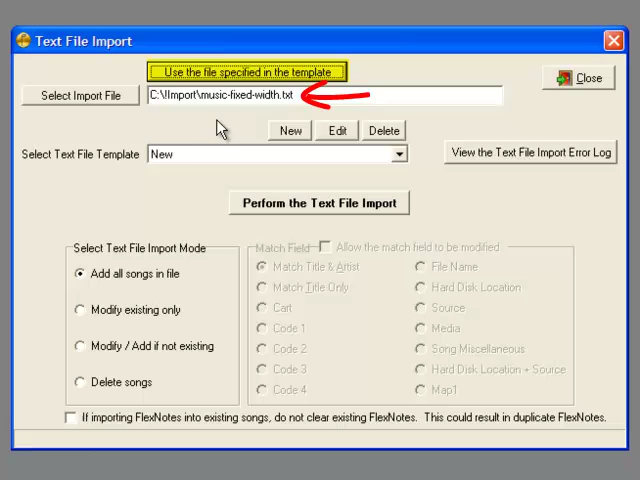 Text File Import
Use the file specified in the template
Close
Select Import File
C:\!Import\music-fixed-width.txt
New
Edit
Delete
Select Text File Template
New
View the Text File Import Error Log
Perform the Text File Import
Select Text File Import Mode
Add all songs in file
Modify existing only
Modify / Add if not existing
Delete songs
Match Field
Allow the match field to be modified
Match Title & Artist
Match Title Only
Cart
Code 1
Code 2
Code 3
Code 4
File Name
Hard Disk Location
Source
Media
Song Miscellaneous
Hard Disk Location + Source
Map1
If importing FlexNotes into existing songs, do not clear existing FlexNotes. This could result in duplicate FlexNotes.